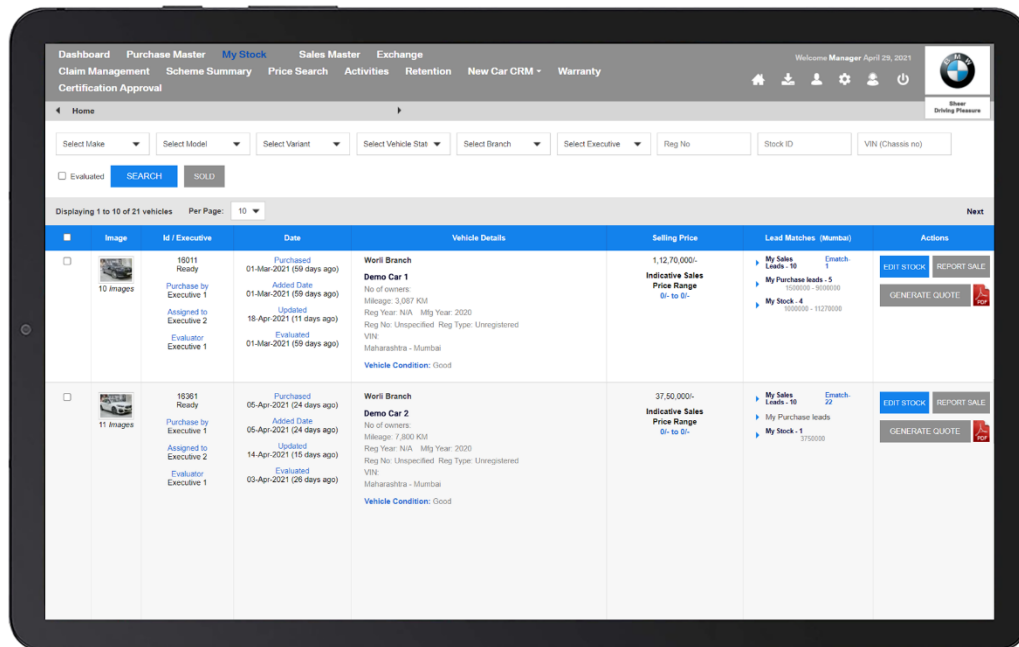 Dashboard Purchase Master My Stock Sales Master Exchange
Claim Management Scheme Summary Price Search Activities Retention New Car CRM Warranty
Certification Approval
Welcome Manager April 29, 2021
BMW
Sheer
Driving Pleasure
Home
Select Make Select Model Select Variant Select Vehicle Stat Select Branch Select Executive Reg No Stock ID VIN (Chassis no)
Evaluated SEARCH SOLD
Displaying 1 to 10 of 21 vehicles Per Page: 10 Next
Image Id / Executive Date Vehicle Details Selling Price Lead Matches (Mumbai) Actions
10 Images
16011
Ready
Purchase by
Executive 1
Assigned to
Executive 2
Evaluator
Executive 1
Purchased
01-Mar-2021 (59 days ago)
Added Date
01-Mar-2021 (59 days ago)
Updated
18-Apr-2021 (11 days ago)
Evaluated
01-Mar-2021 (59 days ago)
Worli Branch
Demo Car 1
No of owners:
Mileage: 3,087 KM
Reg Year: N/A Mfg Year: 2020
Reg No: Unspecified Reg Type: Unregistered
VIN:
Maharashtra - Mumbai
Vehicle Condition: Good
1,12,70,000/-
Indicative Sales
Price Range
0/- to 0/-
My Sales Leads - 10 Ematch- 1
My Purchase leads - 5
1500000 - 9000000
My Stock - 4
1000000 - 11270000
EDIT STOCK REPORT SALE
GENERATE QUOTE PDF
11 Images
16361
Ready
Purchase by
Executive 1
Assigned to
Executive 2
Evaluator
Executive 1
Purchased
05-Apr-2021 (24 days ago)
Added Date
05-Apr-2021 (24 days ago)
Updated
14-Apr-2021 (15 days ago)
Evaluated
03-Apr-2021 (26 days ago)
Worli Branch
Demo Car 2
No of owners:
Mileage: 7,800 KM
Reg Year: N/A Mfg Year: 2020
Reg No: Unspecified Reg Type: Unregistered
VIN:
Maharashtra - Mumbai
Vehicle Condition: Good
37,50,000/-
Indicative Sales
Price Range
0/- to 0/-
My Sales Leads - 10 Ematch- 22
My Purchase leads
My Stock - 1
3750000
EDIT STOCK REPORT SALE
GENERATE QUOTE PDF